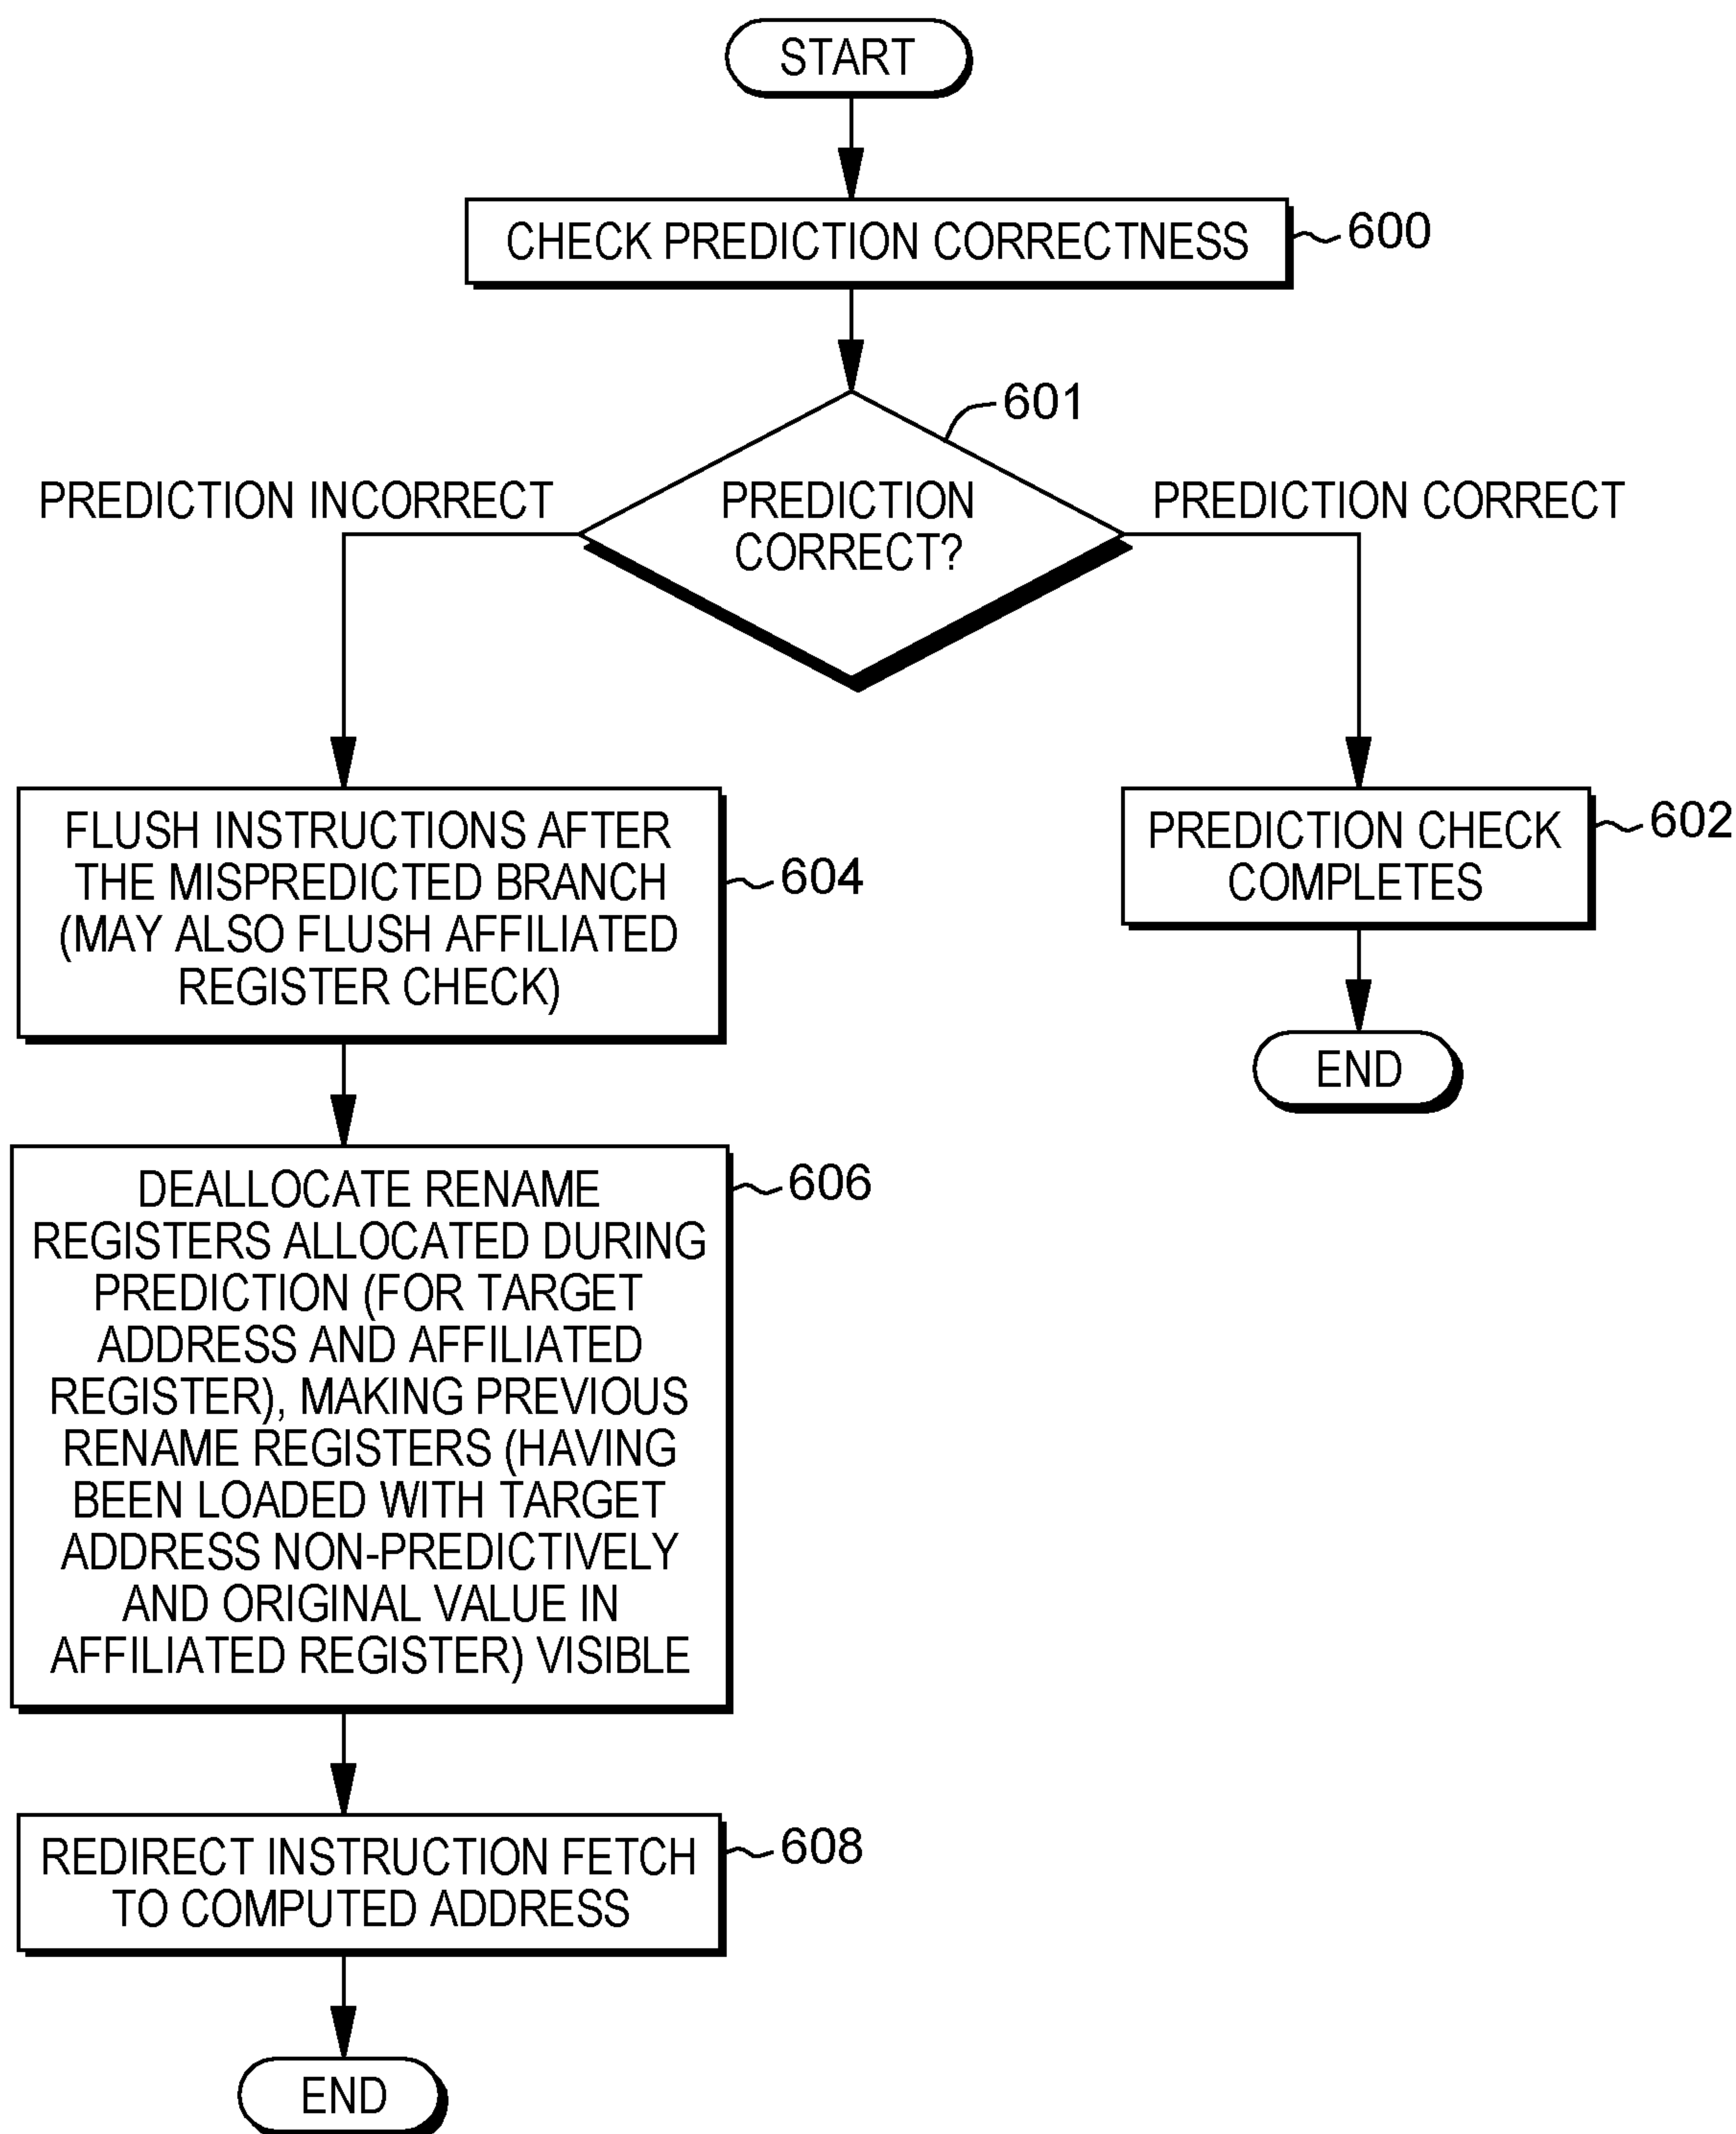 START
CHECK PREDICTION CORRECTNESS
600
601
PREDICTION INCORRECT
PREDICTION
CORRECT?
PREDICTION CORRECT
FLUSH INSTRUCTIONS AFTER
THE MISPREDICTED BRANCH
(MAY ALSO FLUSH AFFILIATED
REGISTER CHECK)
604
PREDICTION CHECK
COMPLETES
602
END
DEALLOCATE RENAME
REGISTERS ALLOCATED DURING
PREDICTION (FOR TARGET
ADDRESS AND AFFILIATED
REGISTER), MAKING PREVIOUS
RENAME REGISTERS (HAVING
BEEN LOADED WITH TARGET
ADDRESS NON-PREDICTIVELY
AND ORIGINAL VALUE IN
AFFILIATED REGISTER) VISIBLE
606
REDIRECT INSTRUCTION FETCH
TO COMPUTED ADDRESS
608
END